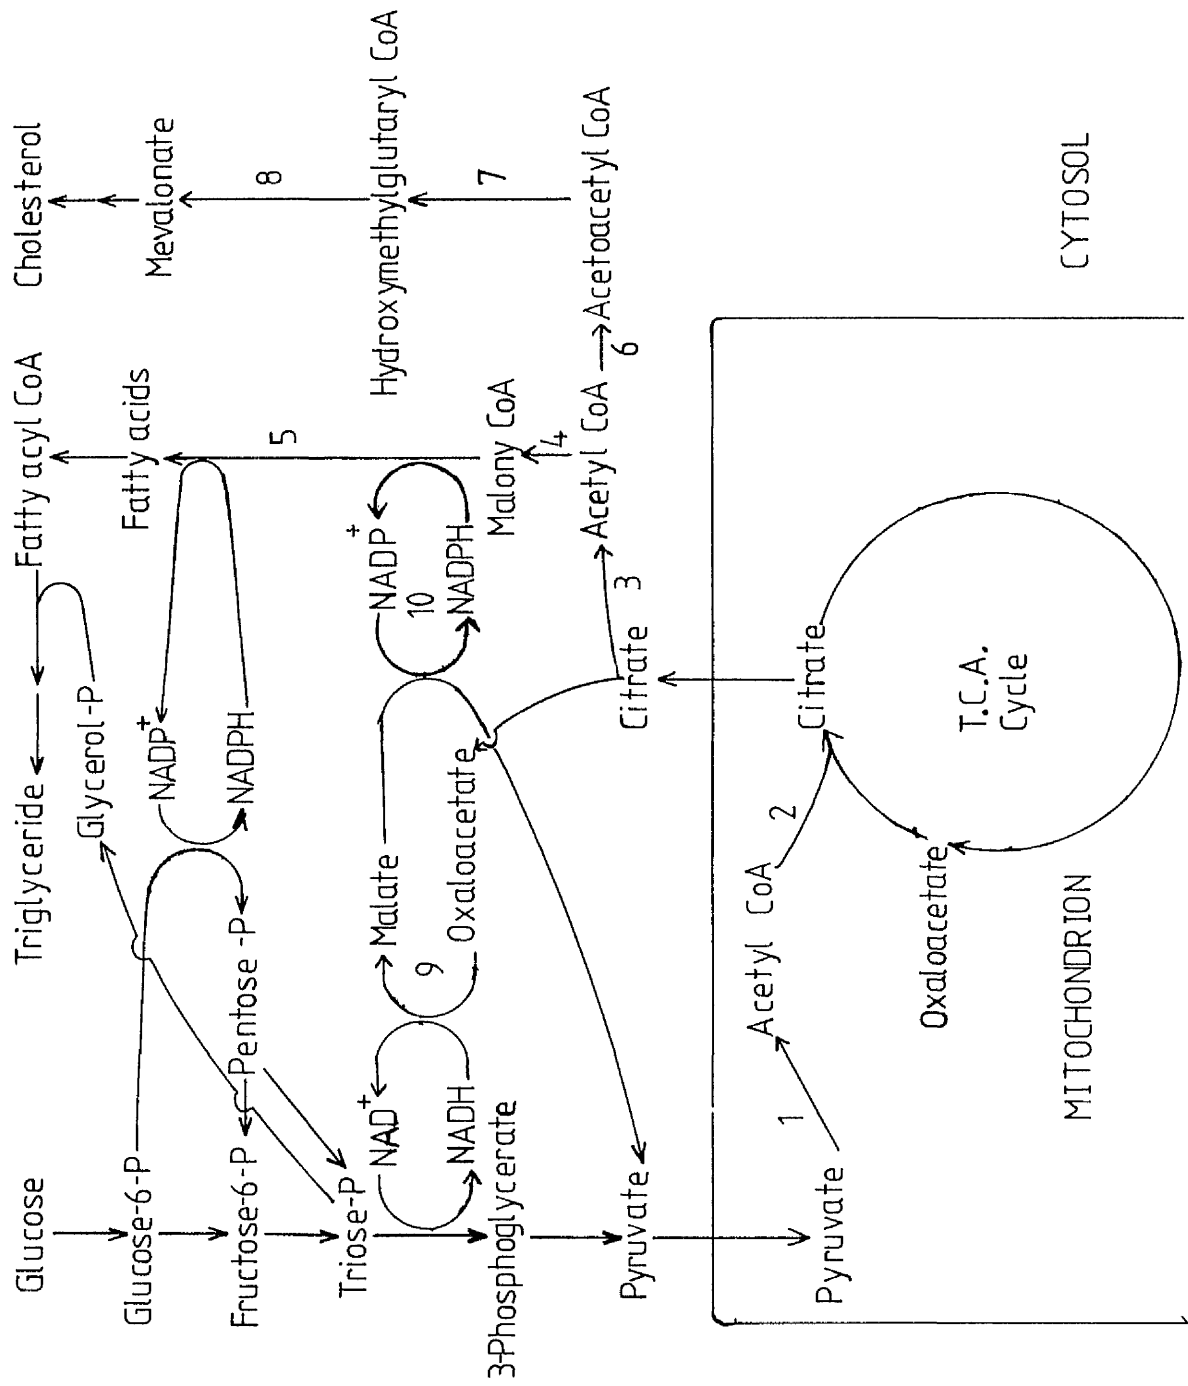 Glucose
Glucose-6-P
Fructose-6-P
Triose-P
3-Phosphoglycerate
Pyruvate
Pyruvate
1
Acetyl CoA
2
Oxaloacetate
Citrate
T.C.A.
Cycle
MITOCHONDRION
CYTOSOL
Pentose -P
NADP+
NADPH
NAD+
NADH
9
Malate
Oxaloacetate
NADP+
10
NADPH
Citrate
3
Acetyl CoA
4
Malony CoA
5
Fatty acids
Fatty acyl CoA
Glycerol-P
Triglyceride
6
Acetoacetyl CoA
7
Hydroxymethylglutaryl CoA
8
Mevalonate
Cholesterol